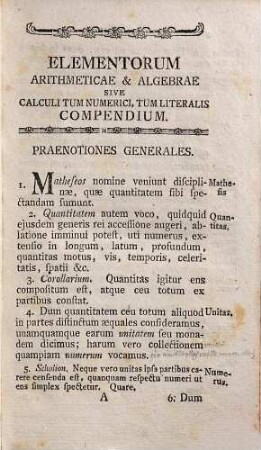 ELEMENTORUM
ARITHMETICAE & ALGEBRAE
SIVE
CALCULI TUM NUMERICI, TUM LITERALIS
COMPENDIUM.
PRAENOTIONES GENERALES.
1. Matheseos nomine veniunt discipli- Mathe-
næ, quæ quantitatem sibi spe- sis
ctandam sumunt.
2. Quantitatem autem voco, quidquid Quan-
ejusdem generis rei accessione augeri, ab- titas.
latione imminui potest, uti numerus, ex-
tensio in longum, latum, profundum,
quantitas motus, vis, temporis, celeri-
tatis, spatii &c.
3. Corollarium. Quantitas igitur ens
compositum est, atque ceu totum ex
partibus constat.
4. Dum quantitatem ceu totum aliquod Unitas.
in partes distinctum æquales consideramus,
unamquamque earum unitatem seu mona-
dem dicimus; harum vero collectionem
quampiam numerum vocamus.
5. Scholion. Neque vero unitas ipsa partibus ca- Nume-
rere censenda est, quanquam respectu numeri ut rus.
ens simplex spectetur. Quare,
A 6. Dum